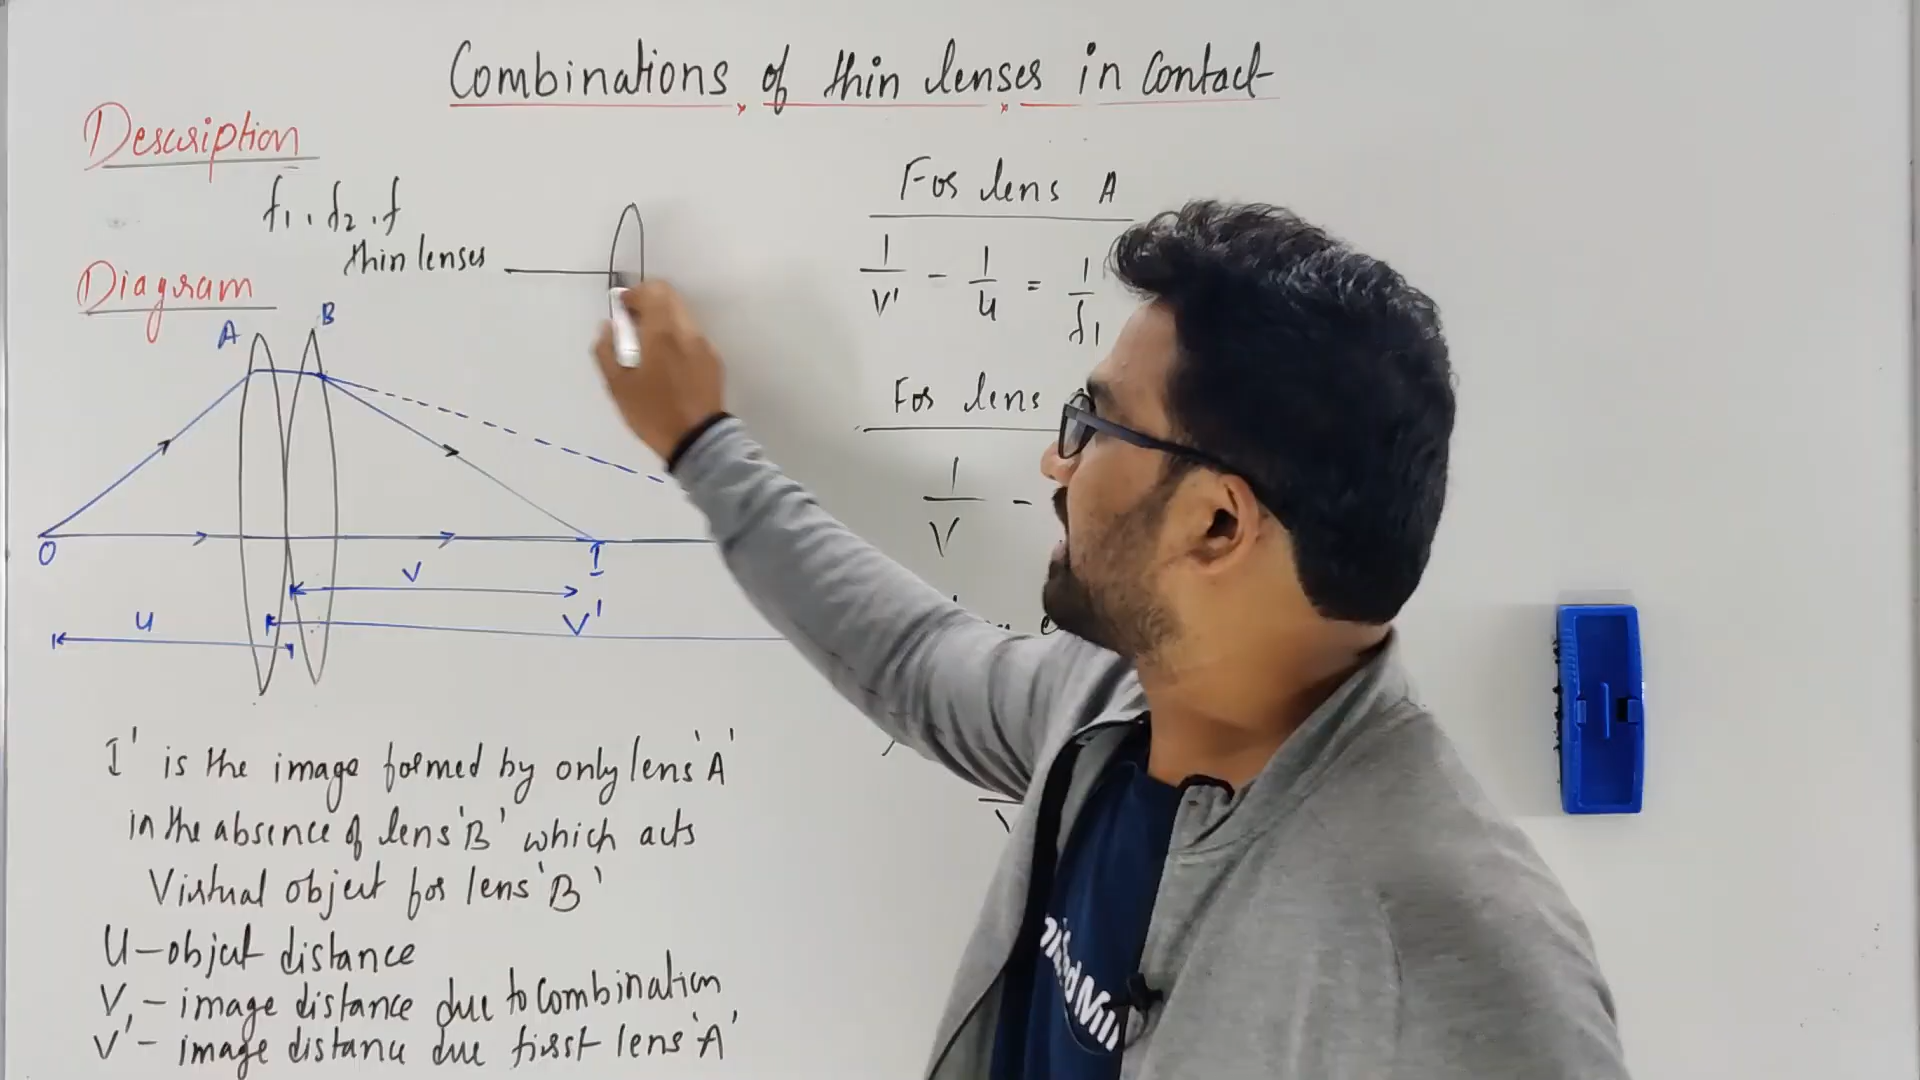 Combinations of thin lenses in Contact
Description
f1, f2, f
thin lenses
Diagram
A
B
O
I
V
V'
U
I' is the image formed by only lens 'A'
in the absence of lens 'B' which acts
Virtual object for lens 'B'
U - object distance
V, - image distance due to Combination
V' - image distance due first lens 'A'
For lens A
1/V' - 1/u = 1/f1
For lens
1/V -